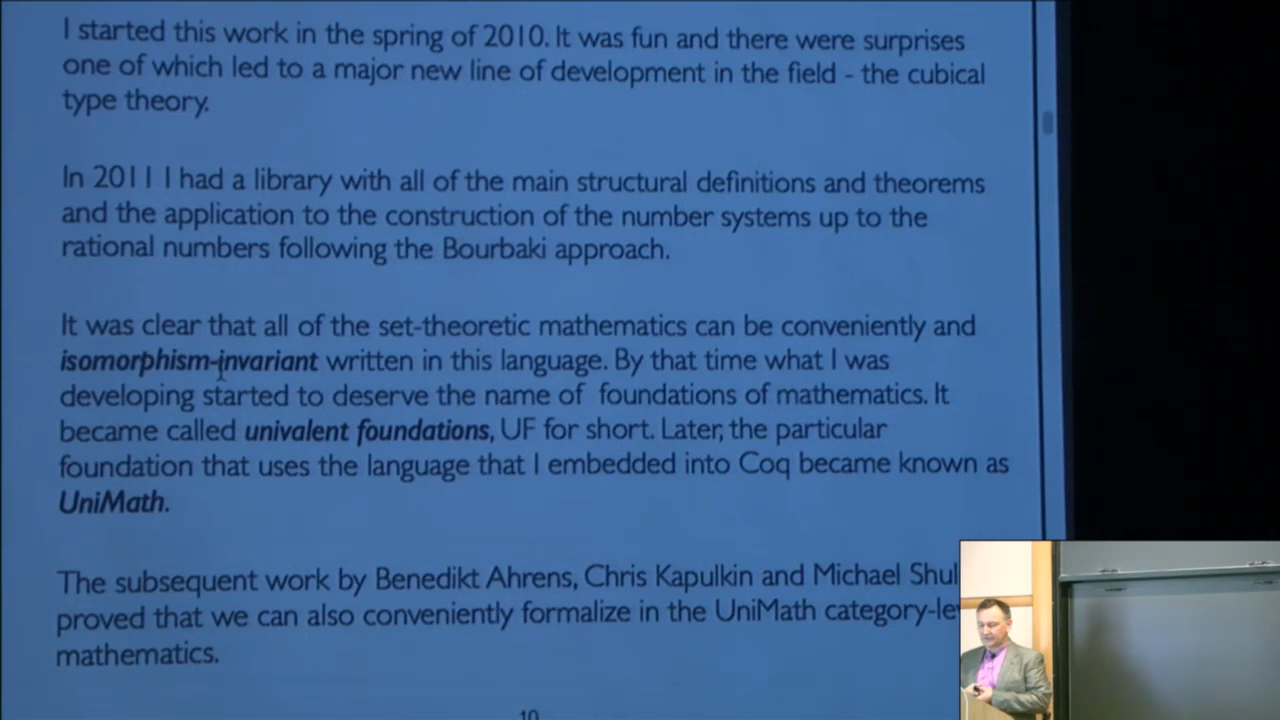 I started this work in the spring of 2010. It was fun and there were surprises
one of which led to a major new line of development in the field - the cubical
type theory.
In 2011 I had a library with all of the main structural definitions and theorems
and the application to the construction of the number systems up to the
rational numbers following the Bourbaki approach.
It was clear that all of the set-theoretic mathematics can be conveniently and
isomorphism-invariant written in this language. By that time what I was
developing started to deserve the name of foundations of mathematics. It
became called univalent foundations, UF for short. Later, the particular
foundation that uses the language that I embedded into Coq became known as
UniMath.
The subsequent work by Benedikt Ahrens, Chris Kapulkin and Michael Shul
proved that we can also conveniently formalize in the UniMath category-le
mathematics.
10